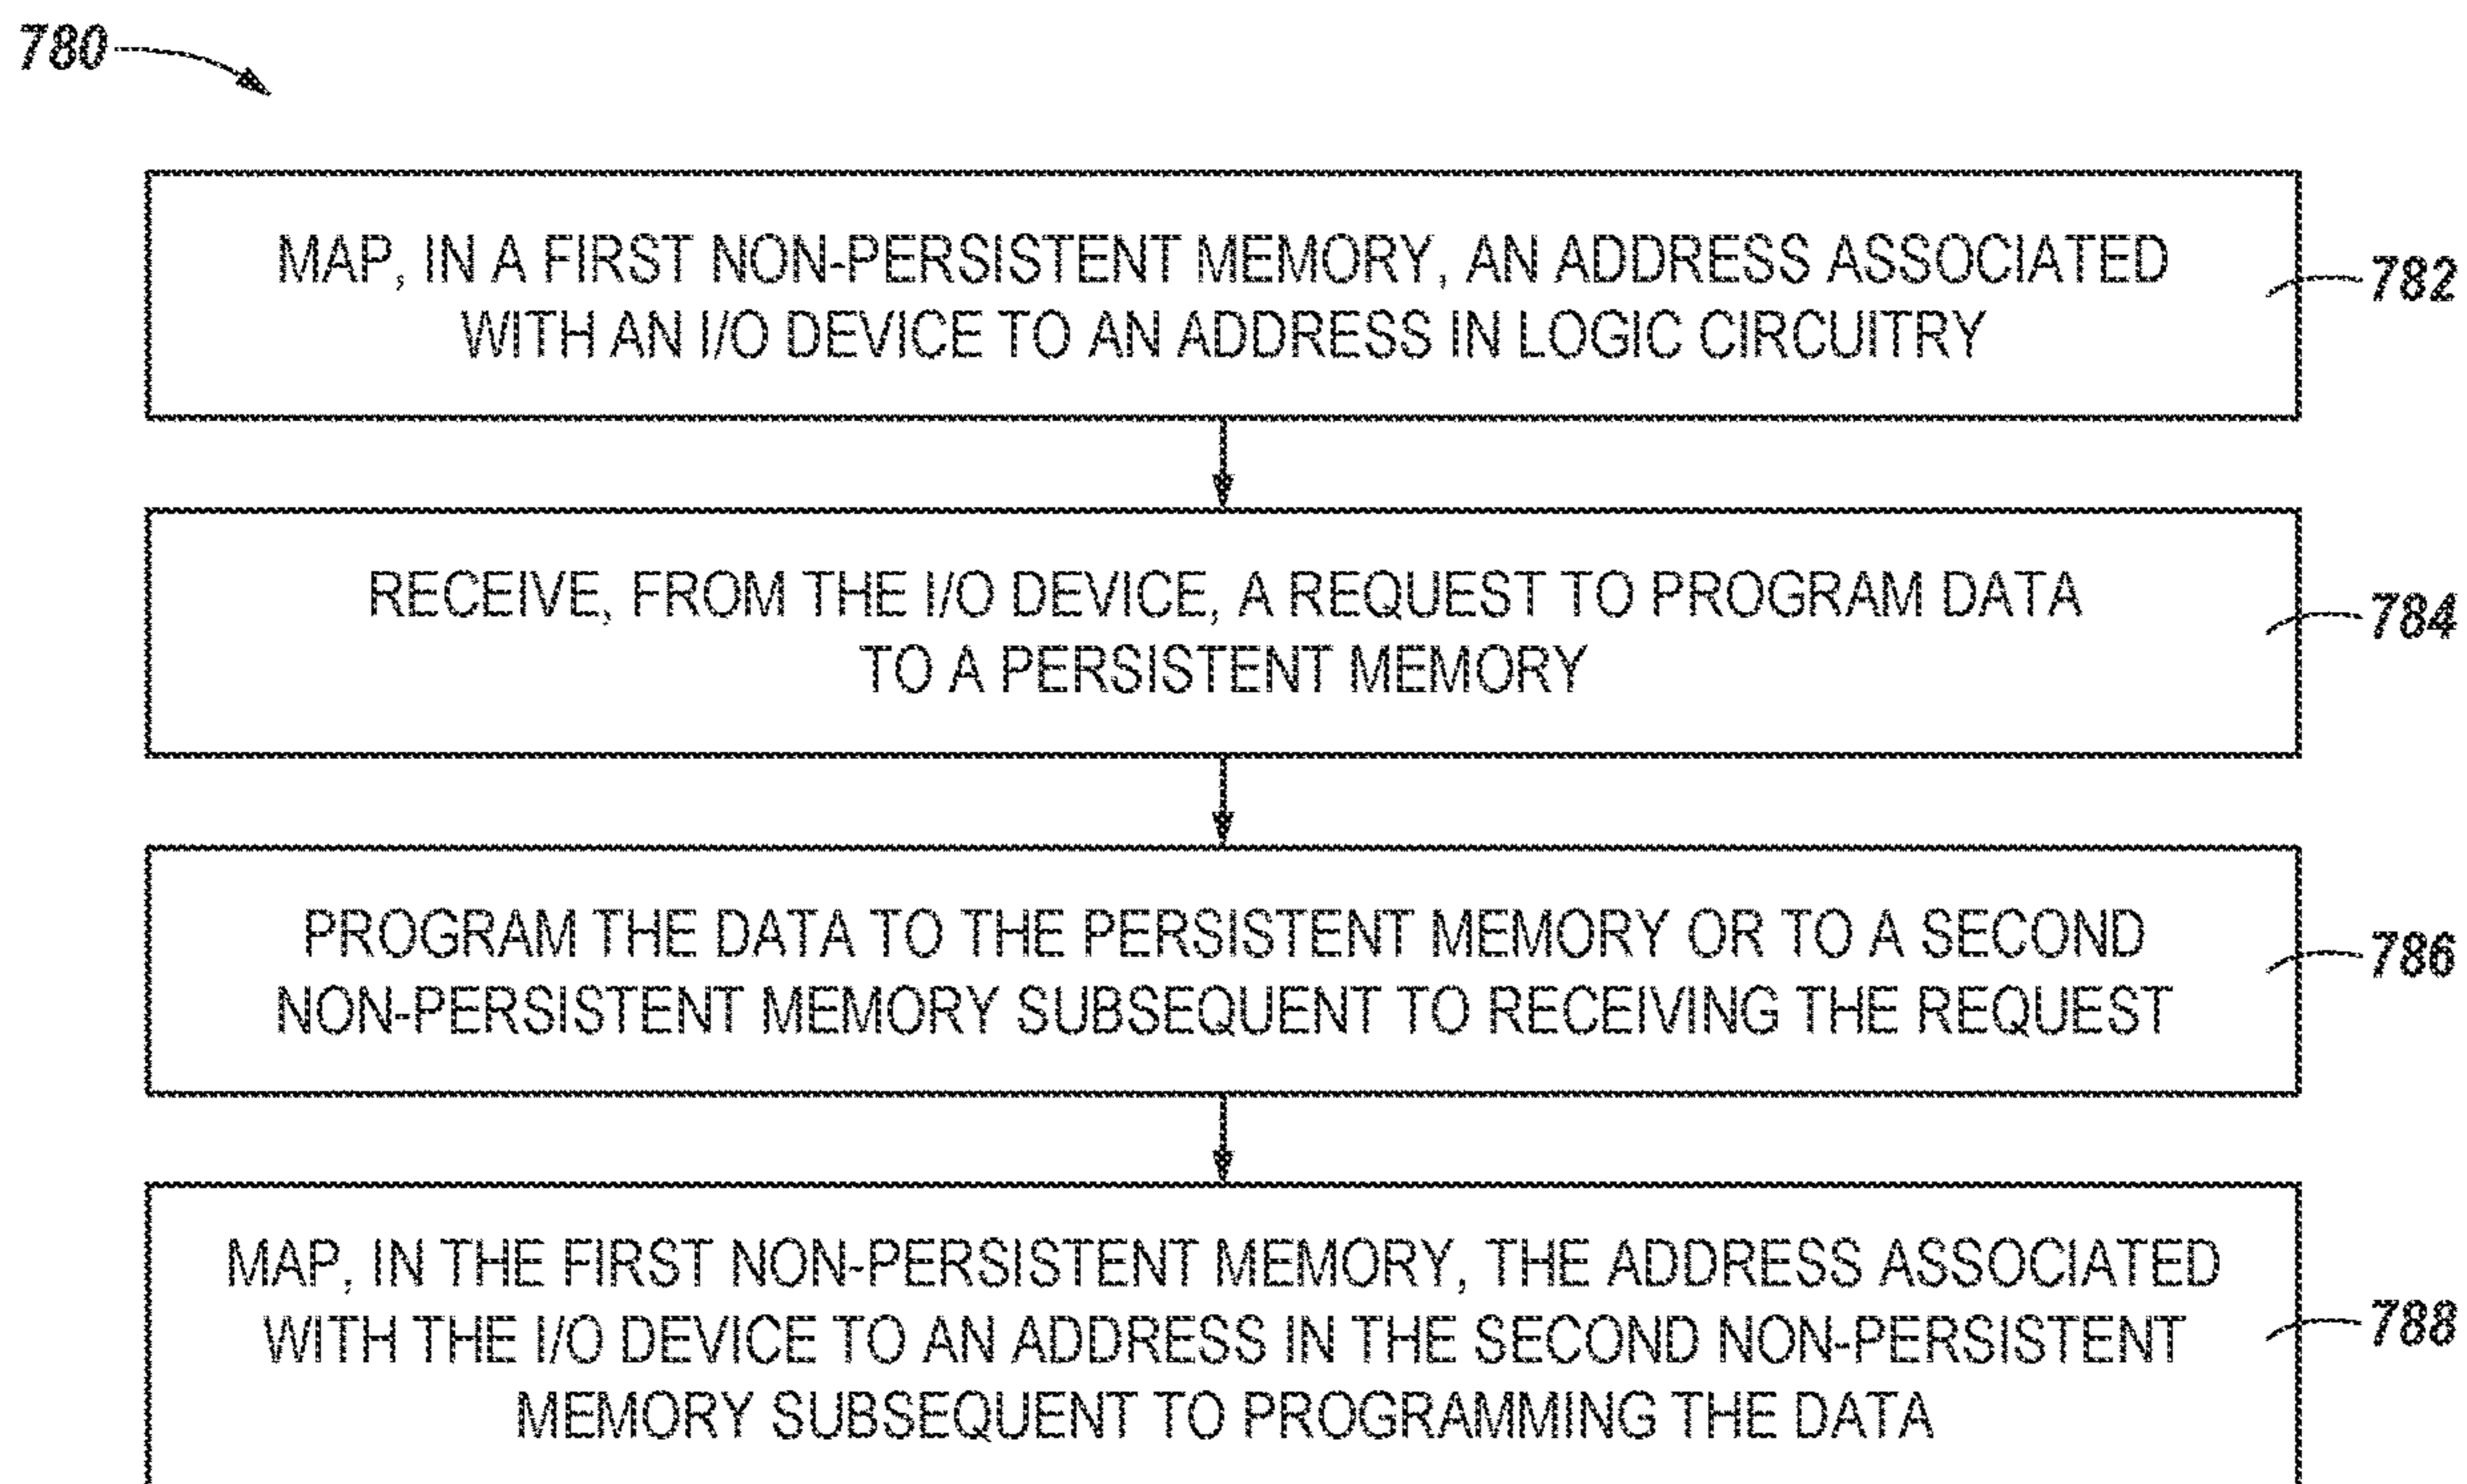 780
MAP, IN A FIRST NON-PERSISTENT MEMORY, AN ADDRESS ASSOCIATED
WITH AN I/O DEVICE TO AN ADDRESS IN LOGIC CIRCUITRY
782
RECEIVE, FROM THE I/O DEVICE, A REQUEST TO PROGRAM DATA
TO A PERSISTENT MEMORY
784
PROGRAM THE DATA TO THE PERSISTENT MEMORY OR TO A SECOND
NON-PERSISTENT MEMORY SUBSEQUENT TO RECEIVING THE REQUEST
786
MAP, IN THE FIRST NON-PERSISTENT MEMORY, THE ADDRESS ASSOCIATED
WITH THE I/O DEVICE TO AN ADDRESS IN THE SECOND NON-PERSISTENT
MEMORY SUBSEQUENT TO PROGRAMMING THE DATA
788